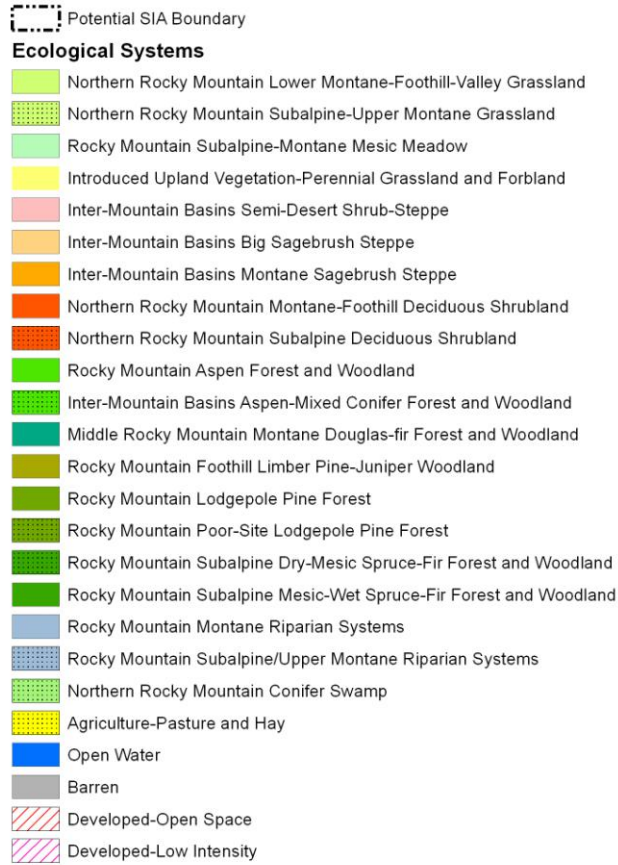 Potential SIA Boundary
Ecological Systems
Northern Rocky Mountain Lower Montane-Foothill-Valley Grassland
Northern Rocky Mountain Subalpine-Upper Montane Grassland
Rocky Mountain Subalpine-Montane Mesic Meadow
Introduced Upland Vegetation-Perennial Grassland and Forbland
Inter-Mountain Basins Semi-Desert Shrub-Steppe
Inter-Mountain Basins Big Sagebrush Steppe
Inter-Mountain Basins Montane Sagebrush Steppe
Northern Rocky Mountain Montane-Foothill Deciduous Shrubland
Northern Rocky Mountain Subalpine Deciduous Shrubland
Rocky Mountain Aspen Forest and Woodland
Inter-Mountain Basins Aspen-Mixed Conifer Forest and Woodland
Middle Rocky Mountain Montane Douglas-fir Forest and Woodland
Rocky Mountain Foothill Limber Pine-Juniper Woodland
Rocky Mountain Lodgepole Pine Forest
Rocky Mountain Poor-Site Lodgepole Pine Forest
Rocky Mountain Subalpine Dry-Mesic Spruce-Fir Forest and Woodland
Rocky Mountain Subalpine Mesic-Wet Spruce-Fir Forest and Woodland
Rocky Mountain Montane Riparian Systems
Rocky Mountain Subalpine/Upper Montane Riparian Systems
Northern Rocky Mountain Conifer Swamp
Agriculture-Pasture and Hay
Open Water
Barren
Developed-Open Space
Developed-Low Intensity